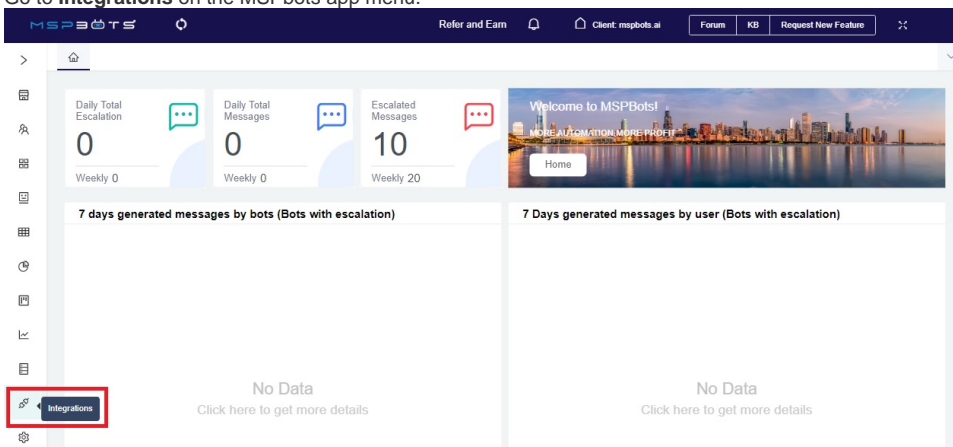 Go to Integrations on the MSPbots app menu.
MSPBOTS
Refer and Earn
Client: mspbots.ai
Forum
KB
Request New Feature
Daily Total
Escalation
0
Weekly 0
Daily Total
Messages
0
Weekly 0
Escalated
Messages
10
Weekly 20
Welcome to MSPBots!
MORE AUTOMATION,MORE PROFIT
Home
7 days generated messages by bots (Bots with escalation)
No Data
Click here to get more details
7 Days generated messages by user (Bots with escalation)
No Data
Click here to get more details
Integrations